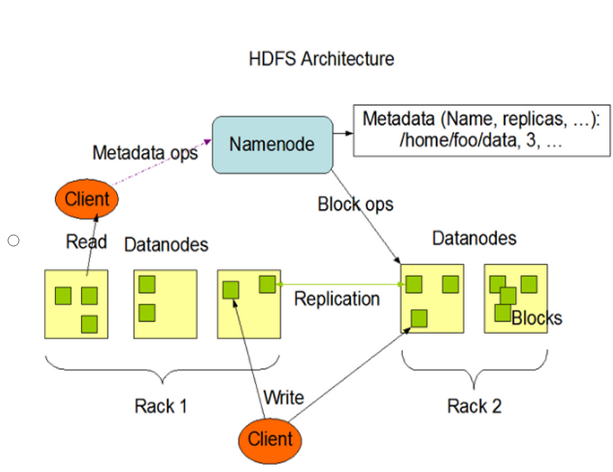 HDFS Architecture
Metadata (Name, replicas, ...):
/home/foo/data, 3, ...
Namenode
Metadata ops
Client
Block ops
Read
Datanodes
Datanodes
Replication
Blocks
Write
Rack 1
Rack 2
Client